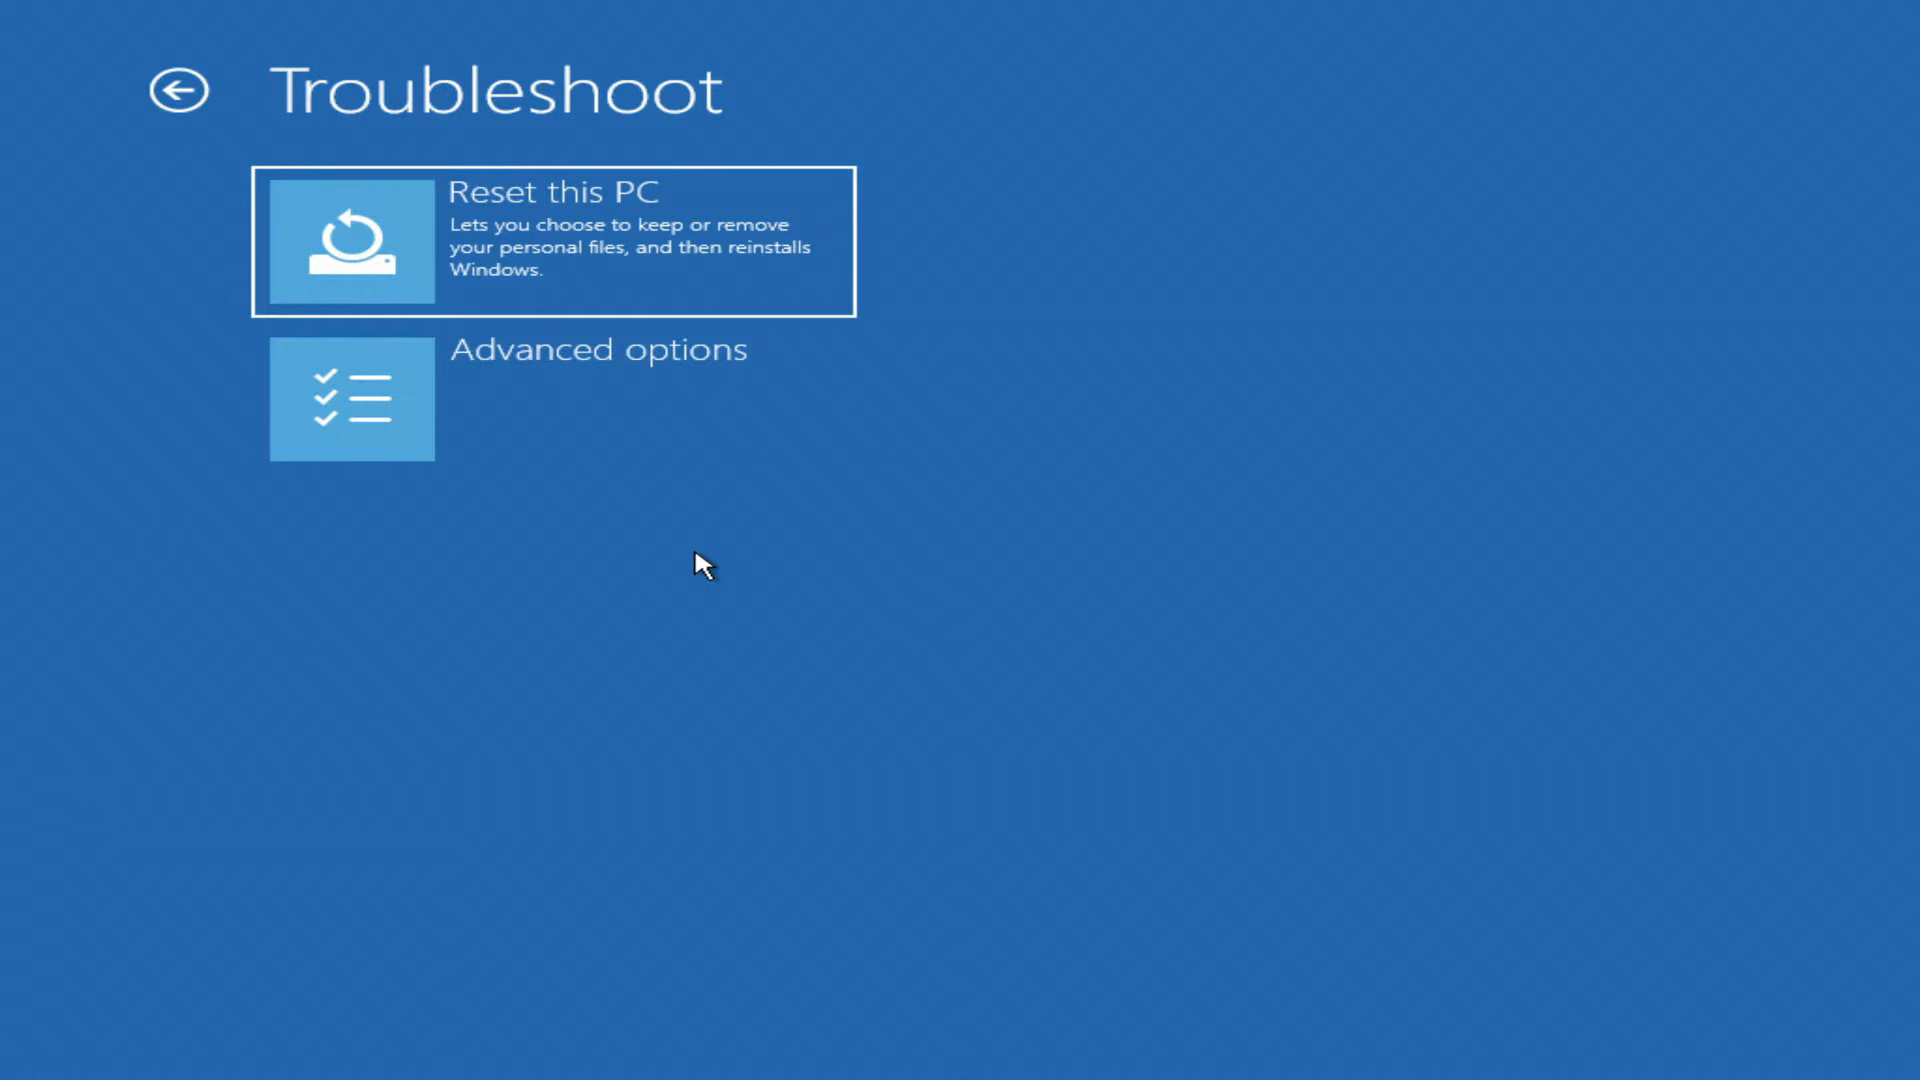 Troubleshoot
Reset this PC
Lets you choose to keep or remove
your personal files, and then reinstalls
Windows.
Advanced options